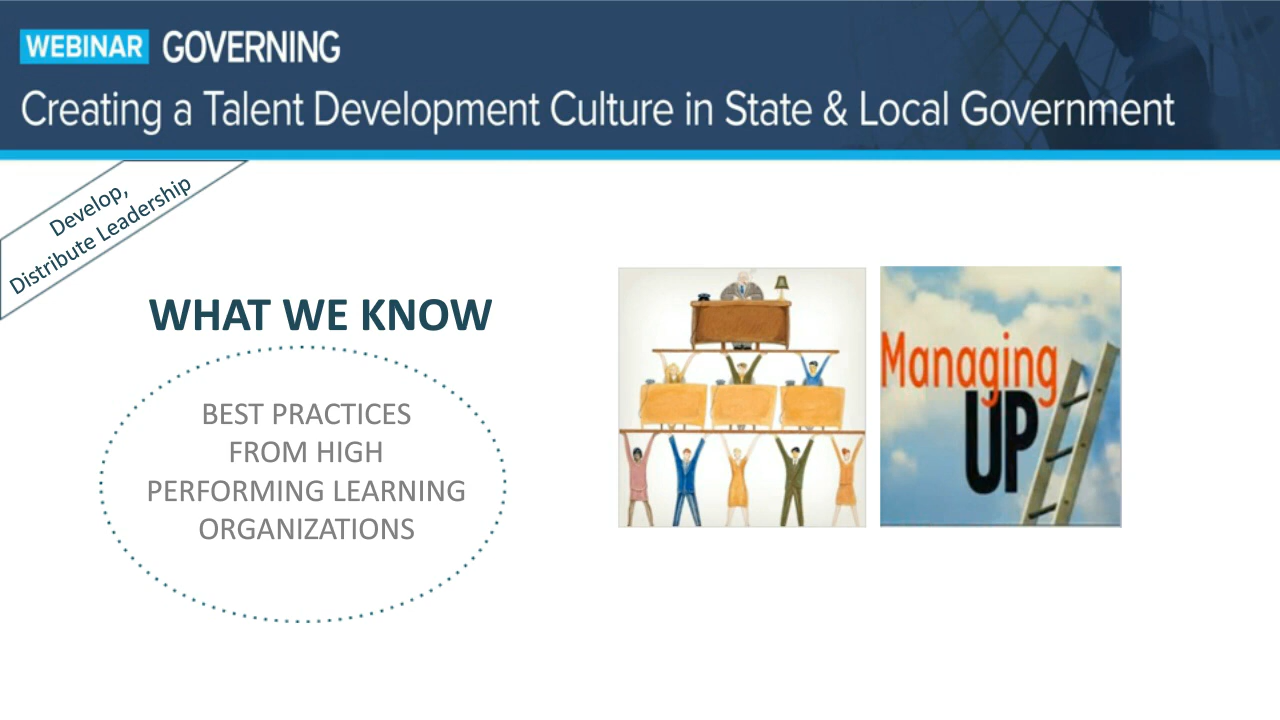 WEBINAR GOVERNING
Creating a Talent Development Culture in State & Local Government
Develop,
Distribute Leadership
WHAT WE KNOW
BEST PRACTICES
FROM HIGH
PERFORMING LEARNING
ORGANIZATIONS
Managing
UP